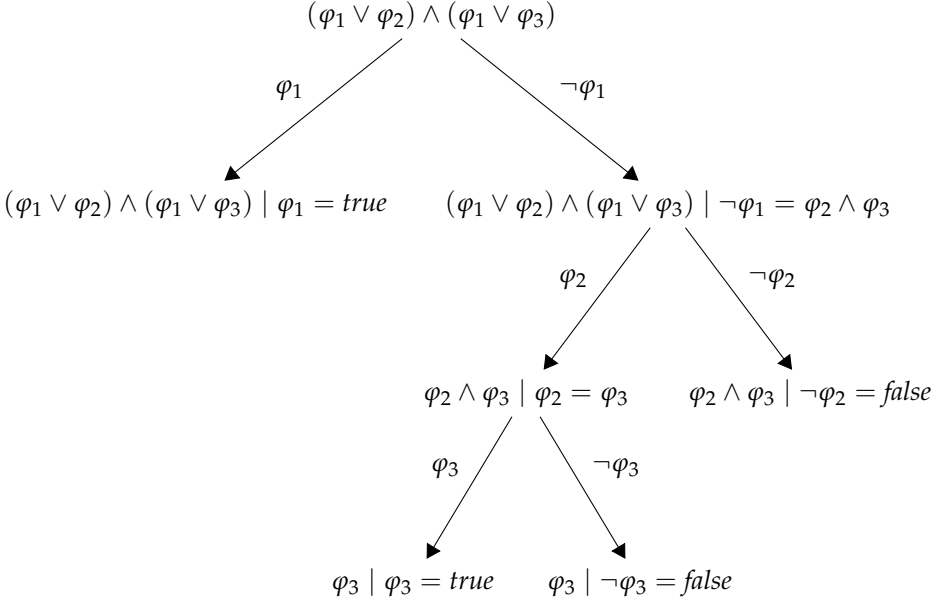 (φ₁ ∨ φ₂) ∧ (φ₁ ∨ φ₃)
φ₁ ¬φ₁
(φ₁ ∨ φ₂) ∧ (φ₁ ∨ φ₃) | φ₁ = true (φ₁ ∨ φ₂) ∧ (φ₁ ∨ φ₃) | ¬φ₁ = φ₂ ∧ φ₃
φ₂ ¬φ₂
φ₂ ∧ φ₃ | φ₂ = φ₃ φ₂ ∧ φ₃ | ¬φ₂ = false
φ₃ ¬φ₃
φ₃ | φ₃ = true φ₃ | ¬φ₃ = false